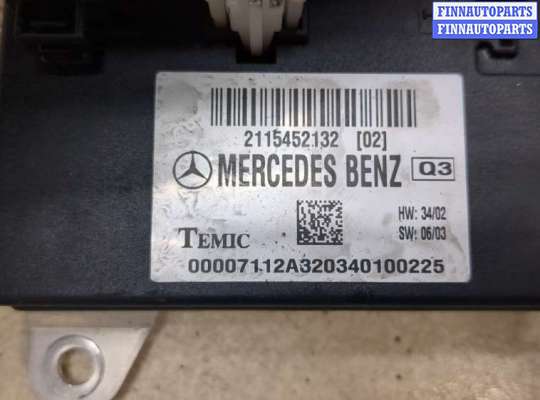 FINNAUTOPARTS
FINNAUTOPARTS
2115452132 [02]
MERCEDES BENZ Q3
HW: 34/02
TEMIC
SW: 06/03
00007112A320340100225